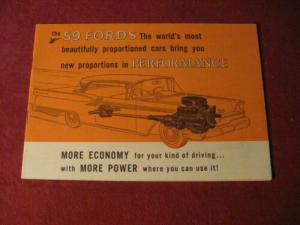 the '59 FORDS The world's most
beautifully proportioned cars bring you
new proportions in PERFORMANCE
MORE ECONOMY for your kind of driving...
with MORE POWER where you can use it!